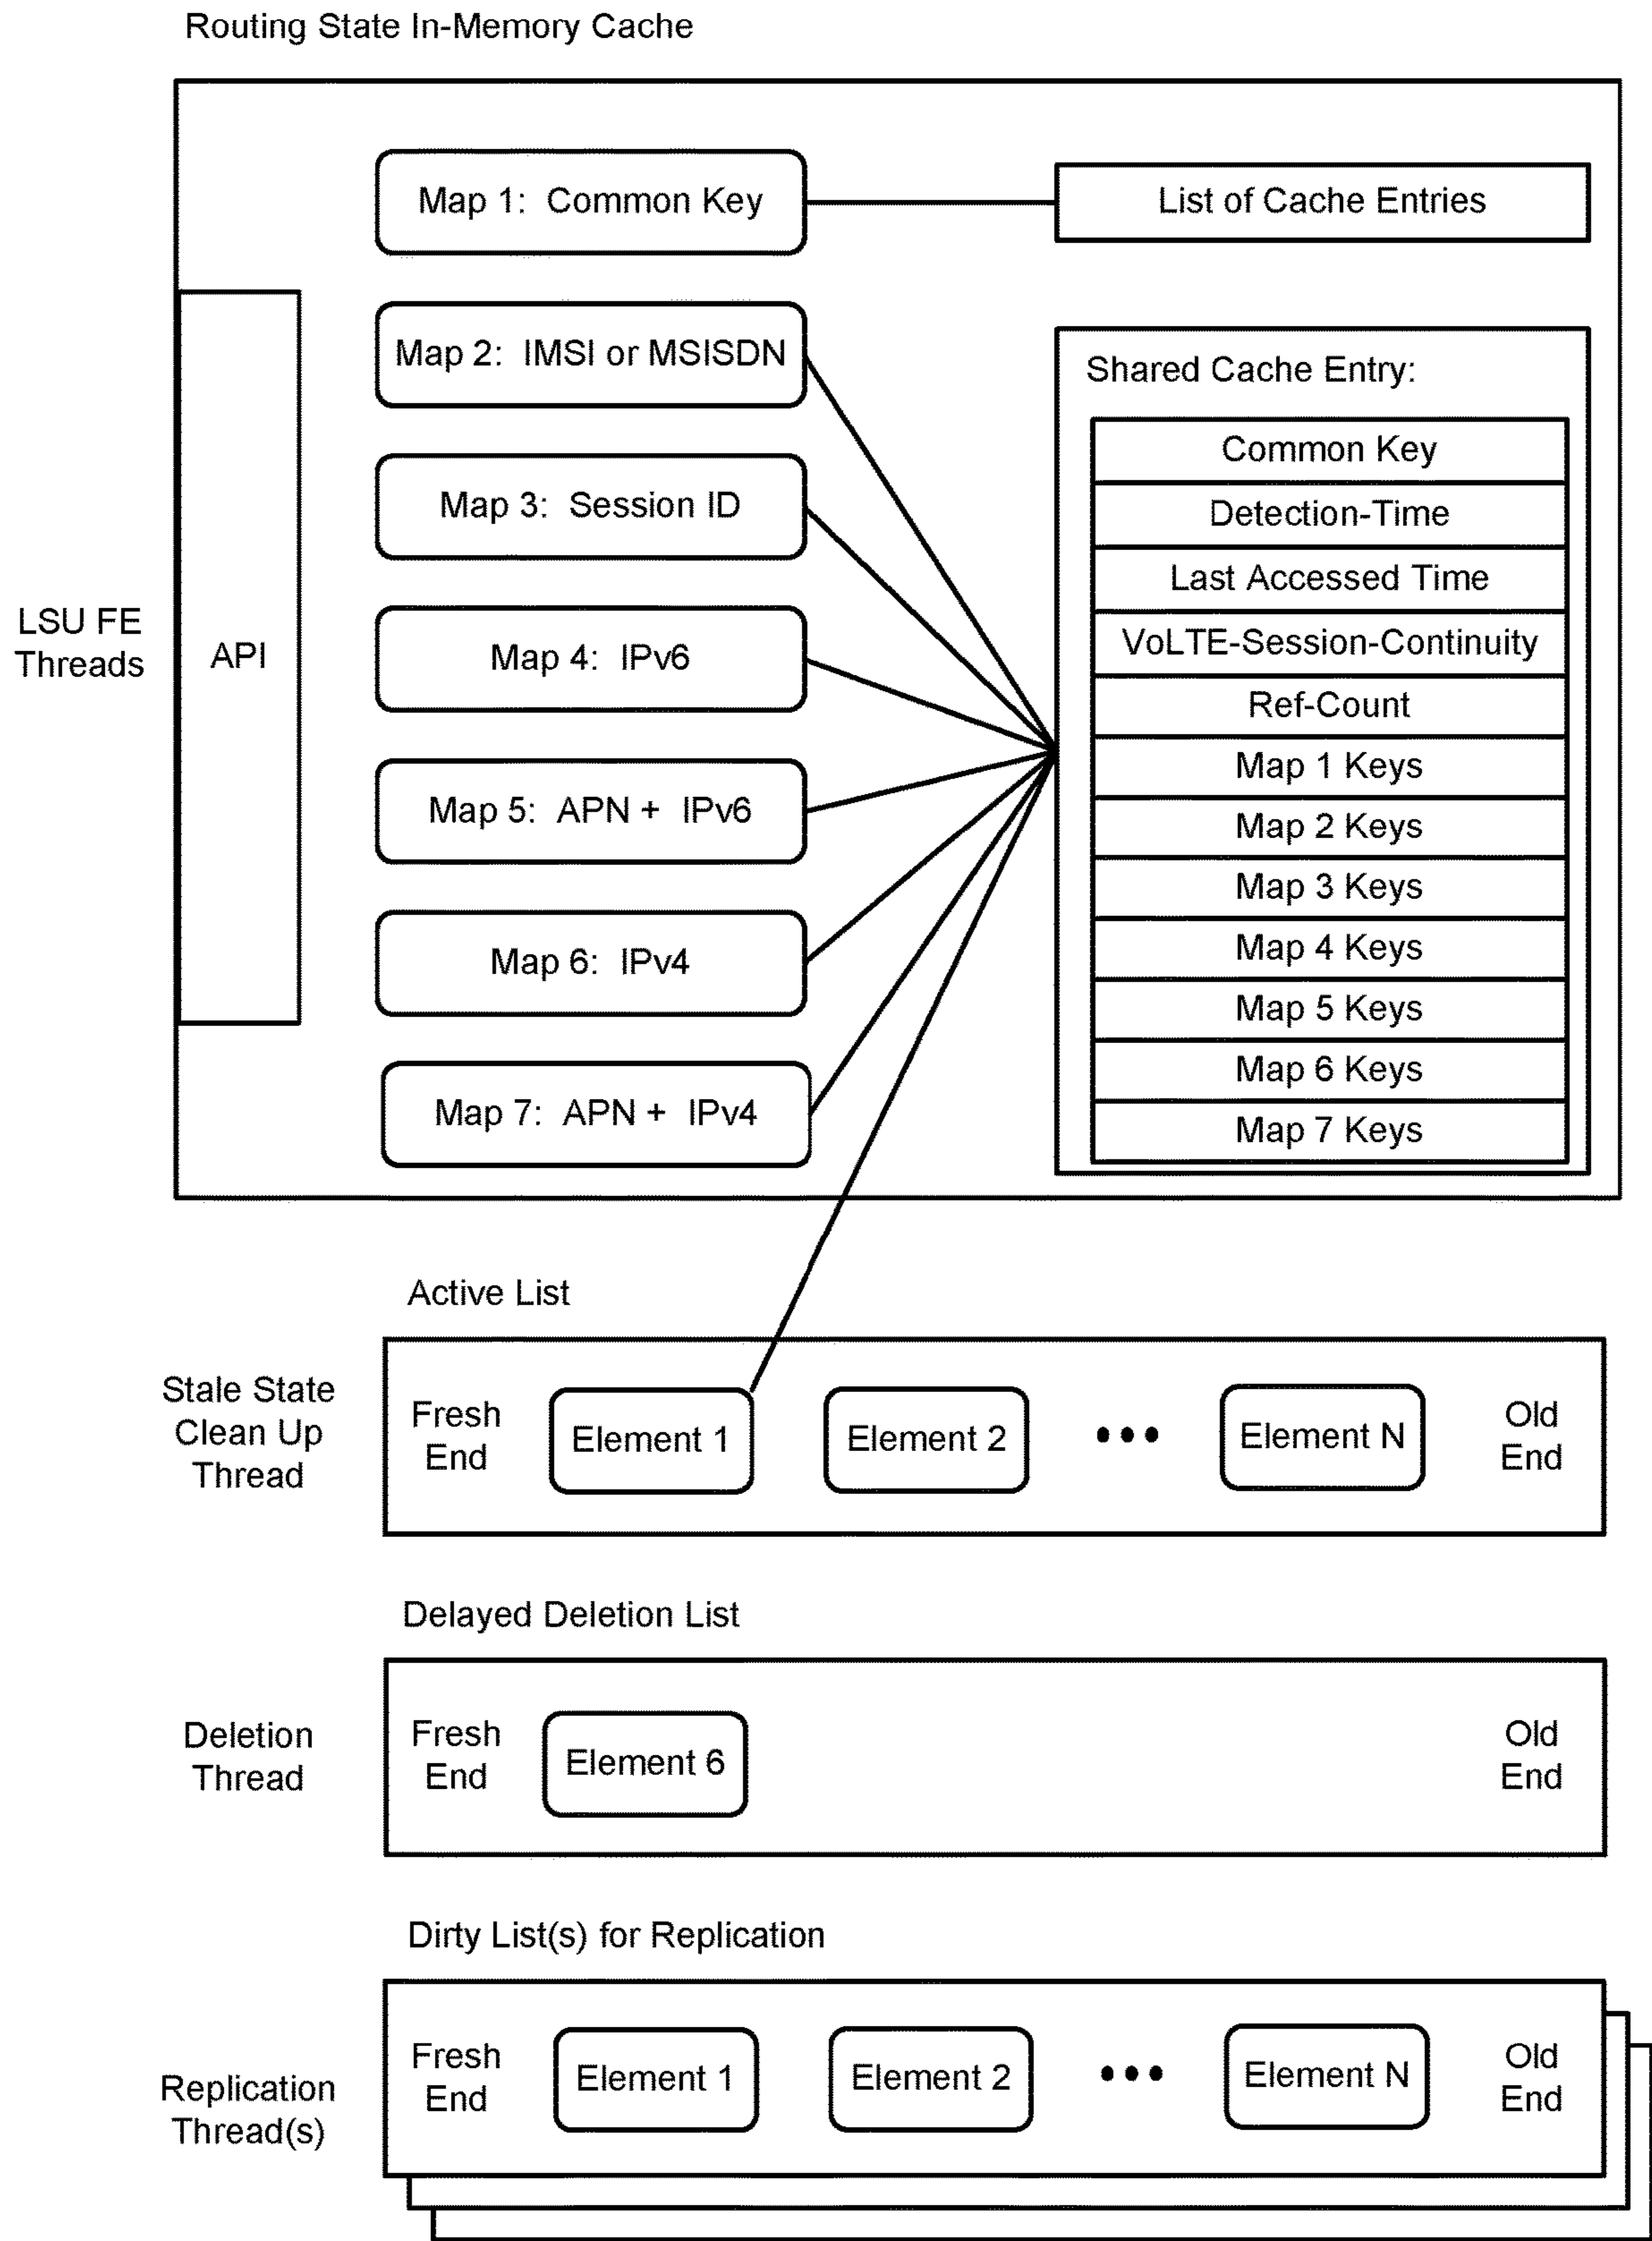 Routing State In-Memory Cache
Map 1: Common Key
List of Cache Entries
LSU FE
Threads
API
Map 2: IMSI or MSISDN
Map 3: Session ID
Map 4: IPv6
Map 5: APN + IPv6
Map 6: IPv4
Map 7: APN + IPv4
Shared Cache Entry:
Common Key
Detection-Time
Last Accessed Time
VoLTE-Session-Continuity
Ref-Count
Map 1 Keys
Map 2 Keys
Map 3 Keys
Map 4 Keys
Map 5 Keys
Map 6 Keys
Map 7 Keys
Active List
Stale State
Clean Up
Thread
Fresh
End
Element 1
Element 2
•••
Element N
Old
End
Delayed Deletion List
Deletion
Thread
Fresh
End
Element 6
Old
End
Dirty List(s) for Replication
Replication
Thread(s)
Fresh
End
Element 1
Element 2
•••
Element N
Old
End